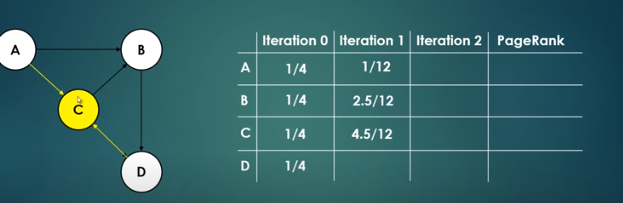 A
B
C
D
Iteration 0 Iteration 1 Iteration 2 PageRank
A 1/4 1/12
B 1/4 2.5/12
C 1/4 4.5/12
D 1/4